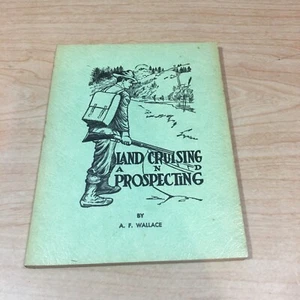 LAND CRUISING
AND
PROSPECTING
BY
A. F. WALLACE